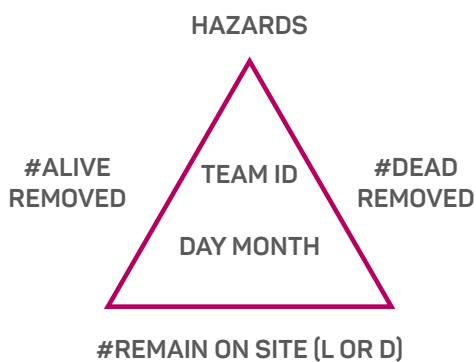 HAZARDS
#ALIVE
REMOVED
TEAM ID
DAY MONTH
#DEAD
REMOVED
#REMAIN ON SITE (L OR D)